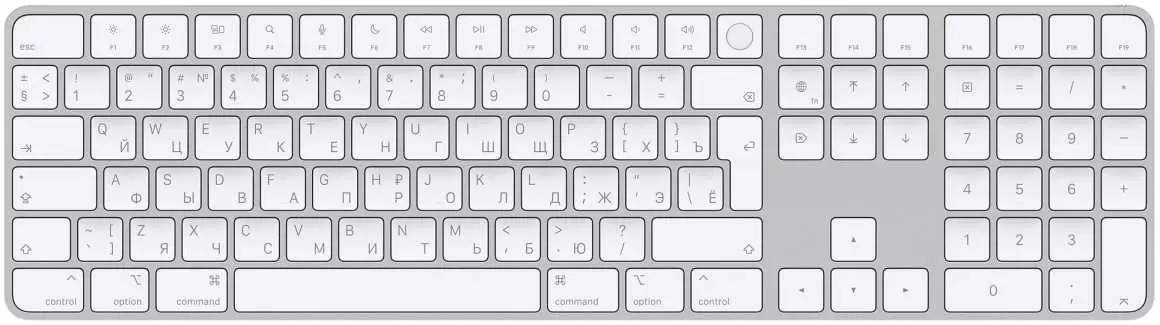 esc F1 F2 F3 F4 F5 F6 F7 F8 F9 F10 F11 F12 F13 F14 F15 F16 F17 F18 F19
± < § > ! 1 @ " 2 # № 3 $ % 4 % : 5 ^ , 6 & . 7 * ; 8 ( 9 ) 0 — - + = fn = / *
Q Й W Ц E У R К T Е Y Н U Г I Ш O Щ P З { [ Х } ] Ъ 7 8 9 −
A Ф S Ы D В F А G П H ₽ Р J О K Л L Д : ; Ж " ' Э | \ Ё 4 5 6 +
~ [ ` ] Z Я X Ч C С V М B И N Т M Ь < , Б > . Ю ? / 1 2 3
control option command command option control 0 ; ,